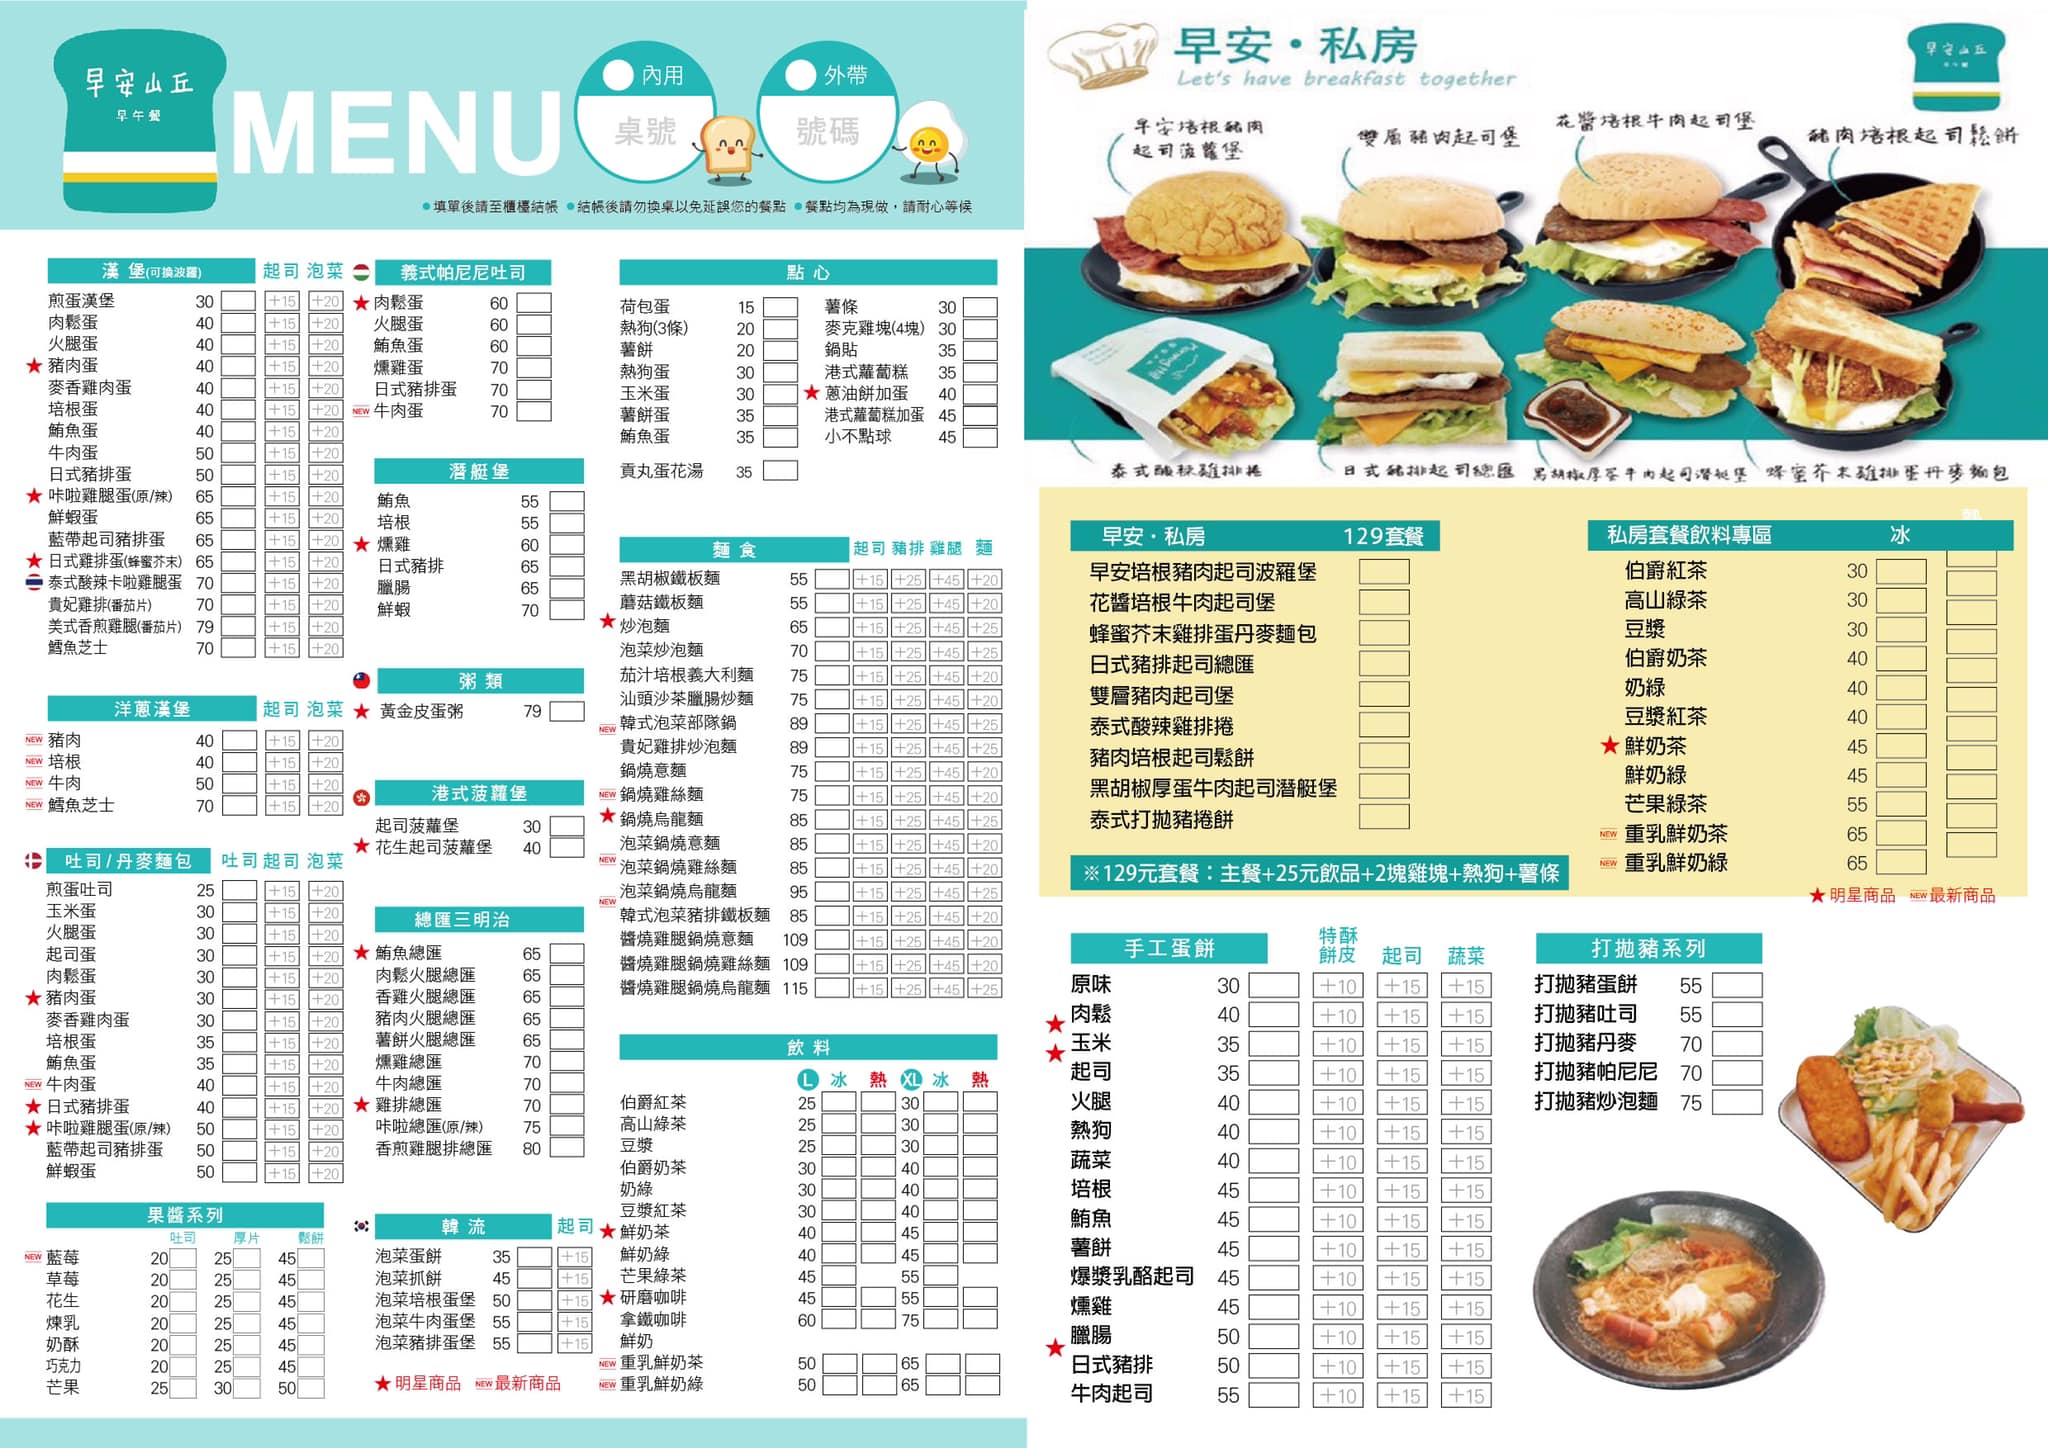 早安山丘
早午餐
MENU
內用
桌號
外帶
號碼
●填單後請至櫃檯結帳 ●結帳後請勿換桌以免延誤您的餐點 ●餐點均為現做，請耐心等候
漢 堡(可換波羅) 起司 泡菜
煎蛋漢堡 30 +15 +20
肉鬆蛋 40 +15 +20
火腿蛋 40 +15 +20
★豬肉蛋 40 +15 +20
麥香雞肉蛋 40 +15 +20
培根蛋 40 +15 +20
鮪魚蛋 40 +15 +20
牛肉蛋 50 +15 +20
日式豬排蛋 50 +15 +20
★咔啦雞腿蛋(原/辣) 65 +15 +20
鮮蝦蛋 65 +15 +20
藍帶起司豬排蛋 65 +15 +20
★日式雞排蛋(蜂蜜芥末) 65 +15 +20
泰式酸辣卡啦雞腿蛋 70 +15 +20
貴妃雞排(番茄片) 70 +15 +20
美式香煎雞腿(番茄片) 79 +15 +20
鱈魚芝士 70 +15 +20
洋蔥漢堡 起司 泡菜
NEW 豬肉 40 +15 +20
NEW 培根 40 +15 +20
NEW 牛肉 50 +15 +20
NEW 鱈魚芝士 70 +15 +20
吐司/丹麥麵包 吐司 起司 泡菜
煎蛋吐司 25 +15 +20
玉米蛋 30 +15 +20
火腿蛋 30 +15 +20
起司蛋 30 +15 +20
肉鬆蛋 30 +15 +20
★豬肉蛋 30 +15 +20
麥香雞肉蛋 30 +15 +20
培根蛋 35 +15 +20
鮪魚蛋 35 +15 +20
NEW 牛肉蛋 40 +15 +20
★日式豬排蛋 40 +15 +20
★咔啦雞腿蛋(原/辣) 50 +15 +20
藍帶起司豬排蛋 50 +15 +20
鮮蝦蛋 50 +15 +20
果醬系列
吐司 厚片 鬆餅
NEW 藍莓 20 25 45
草莓 20 25 45
花生 20 25 45
煉乳 20 25 45
奶酥 20 25 45
巧克力 20 25 45
芒果 25 30 50
義式帕尼尼吐司
★肉鬆蛋 60
火腿蛋 60
鮪魚蛋 60
燻雞蛋 70
日式豬排蛋 70
NEW 牛肉蛋 70
潛艇堡
鮪魚 55
培根 55
★燻雞 60
日式豬排 65
臘腸 65
鮮蝦 70
粥 類
★黃金皮蛋粥 79
港式菠蘿堡
起司菠蘿堡 30
★花生起司菠蘿堡 40
總匯三明治
★鮪魚總匯 65
肉鬆火腿總匯 65
香雞火腿總匯 65
豬肉火腿總匯 65
薯餅火腿總匯 65
燻雞總匯 70
牛肉總匯 70
★雞排總匯 70
咔啦總匯(原/辣) 75
香煎雞腿排總匯 80
韓 流 起司
泡菜蛋餅 35 +15
泡菜抓餅 45 +15
泡菜培根蛋堡 50 +15
泡菜牛肉蛋堡 55 +15
泡菜豬排蛋堡 55 +15
★明星商品 NEW 最新商品
點 心
荷包蛋 15 薯條 30
熱狗(3條) 20 麥克雞塊(4塊) 30
薯餅 20 鍋貼 35
熱狗蛋 30 港式蘿蔔糕 35
玉米蛋 30 ★蔥油餅加蛋 40
薯餅蛋 35 港式蘿蔔糕加蛋 45
鮪魚蛋 35 小不點球 45
貢丸蛋花湯 35
麵 食 起司 豬排 雞腿 麵
黑胡椒鐵板麵 55 +15 +25 +45 +20
蘑菇鐵板麵 55 +15 +25 +45 +20
★炒泡麵 65 +15 +25 +45 +25
泡菜炒泡麵 70 +15 +25 +45 +25
茄汁培根義大利麵 75 +15 +25 +45 +25
汕頭沙茶臘腸炒麵 75 +15 +25 +45 +25
NEW 韓式泡菜部隊鍋 89 +15 +25 +45 +25
貴妃雞排炒泡麵 89 +15 +25 +45 +25
鍋燒意麵 75 +15 +25 +45 +20
NEW 鍋燒雞絲麵 75 +15 +25 +45 +20
★鍋燒烏龍麵 85 +15 +25 +45 +25
泡菜鍋燒意麵 85 +15 +25 +45 +20
NEW 泡菜鍋燒雞絲麵 85 +15 +25 +45 +20
泡菜鍋燒烏龍麵 95 +15 +25 +45 +25
NEW 韓式泡菜豬排鐵板麵 85 +15 +25 +45 +20
醬燒雞腿鍋燒意麵 109 +15 +25 +45 +20
醬燒雞腿鍋燒雞絲麵 109 +15 +25 +45 +20
醬燒雞腿鍋燒烏龍麵 115 +15 +25 +45 +25
飲 料
L 冰 熱 XL 冰 熱
伯爵紅茶 25 30
高山綠茶 25 30
豆漿 25 30
伯爵奶茶 30 40
奶綠 30 40
豆漿紅茶 30 40
★鮮奶茶 40 45
鮮奶綠 40 45
芒果綠茶 45 55
★研磨咖啡 45 55
拿鐵咖啡 60 75
鮮奶
NEW 重乳鮮奶茶 50 65
NEW 重乳鮮奶綠 50 65
早安・私房
Let's have breakfast together
早安山丘
早午餐
早安培根豬肉
起司菠蘿堡
雙層豬肉起司堡
花醬培根牛肉起司堡
豬肉培根起司鬆餅
泰式酸辣雞排捲
日式豬排起司總匯
黑胡椒厚蛋牛肉起司潛艇堡
蜂蜜芥末雞排蛋丹麥麵包
早安・私房 129套餐
早安培根豬肉起司波羅堡
花醬培根牛肉起司堡
蜂蜜芥末雞排蛋丹麥麵包
日式豬排起司總匯
雙層豬肉起司堡
泰式酸辣雞排捲
豬肉培根起司鬆餅
黑胡椒厚蛋牛肉起司潛艇堡
泰式打拋豬捲餅
※129元套餐：主餐+25元飲品+2塊雞塊+熱狗+薯條
私房套餐飲料專區 冰 熱
伯爵紅茶 30
高山綠茶 30
豆漿 30
伯爵奶茶 40
奶綠 40
豆漿紅茶 40
★鮮奶茶 45
鮮奶綠 45
芒果綠茶 55
NEW 重乳鮮奶茶 65
NEW 重乳鮮奶綠 65
★明星商品 NEW 最新商品
手工蛋餅 特酥餅皮 起司 蔬菜
原味 30 +10 +15 +15
★肉鬆 40 +10 +15 +15
★玉米 35 +10 +15 +15
起司 35 +10 +15 +15
火腿 40 +10 +15 +15
熱狗 40 +10 +15 +15
蔬菜 40 +10 +15 +15
培根 45 +10 +15 +15
鮪魚 45 +10 +15 +15
薯餅 45 +10 +15 +15
爆漿乳酪起司 45 +10 +15 +15
燻雞 45 +10 +15 +15
★臘腸 50 +10 +15 +15
日式豬排 50 +10 +15 +15
牛肉起司 55 +10 +15 +15
打拋豬系列
打拋豬蛋餅 55
打拋豬吐司 55
打拋豬丹麥 70
打拋豬帕尼尼 70
打拋豬炒泡麵 75